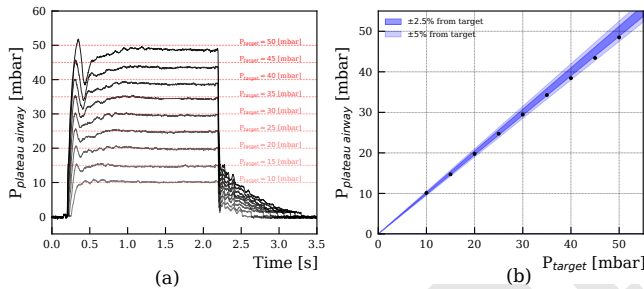 P_plateau airway [mbar]
60
50
40
30
20
10
0
P_target = 50 [mbar]
P_target = 45 [mbar]
P_target = 40 [mbar]
P_target = 35 [mbar]
P_target = 30 [mbar]
P_target = 25 [mbar]
P_target = 20 [mbar]
P_target = 15 [mbar]
P_target = 10 [mbar]
0.0 0.5 1.0 1.5 2.0 2.5 3.0 3.5
Time [s]
(a)
P_plateau airway [mbar]
50
40
30
20
10
0
±2.5% from target
±5% from target
0 10 20 30 40 50
P_target [mbar]
(b)